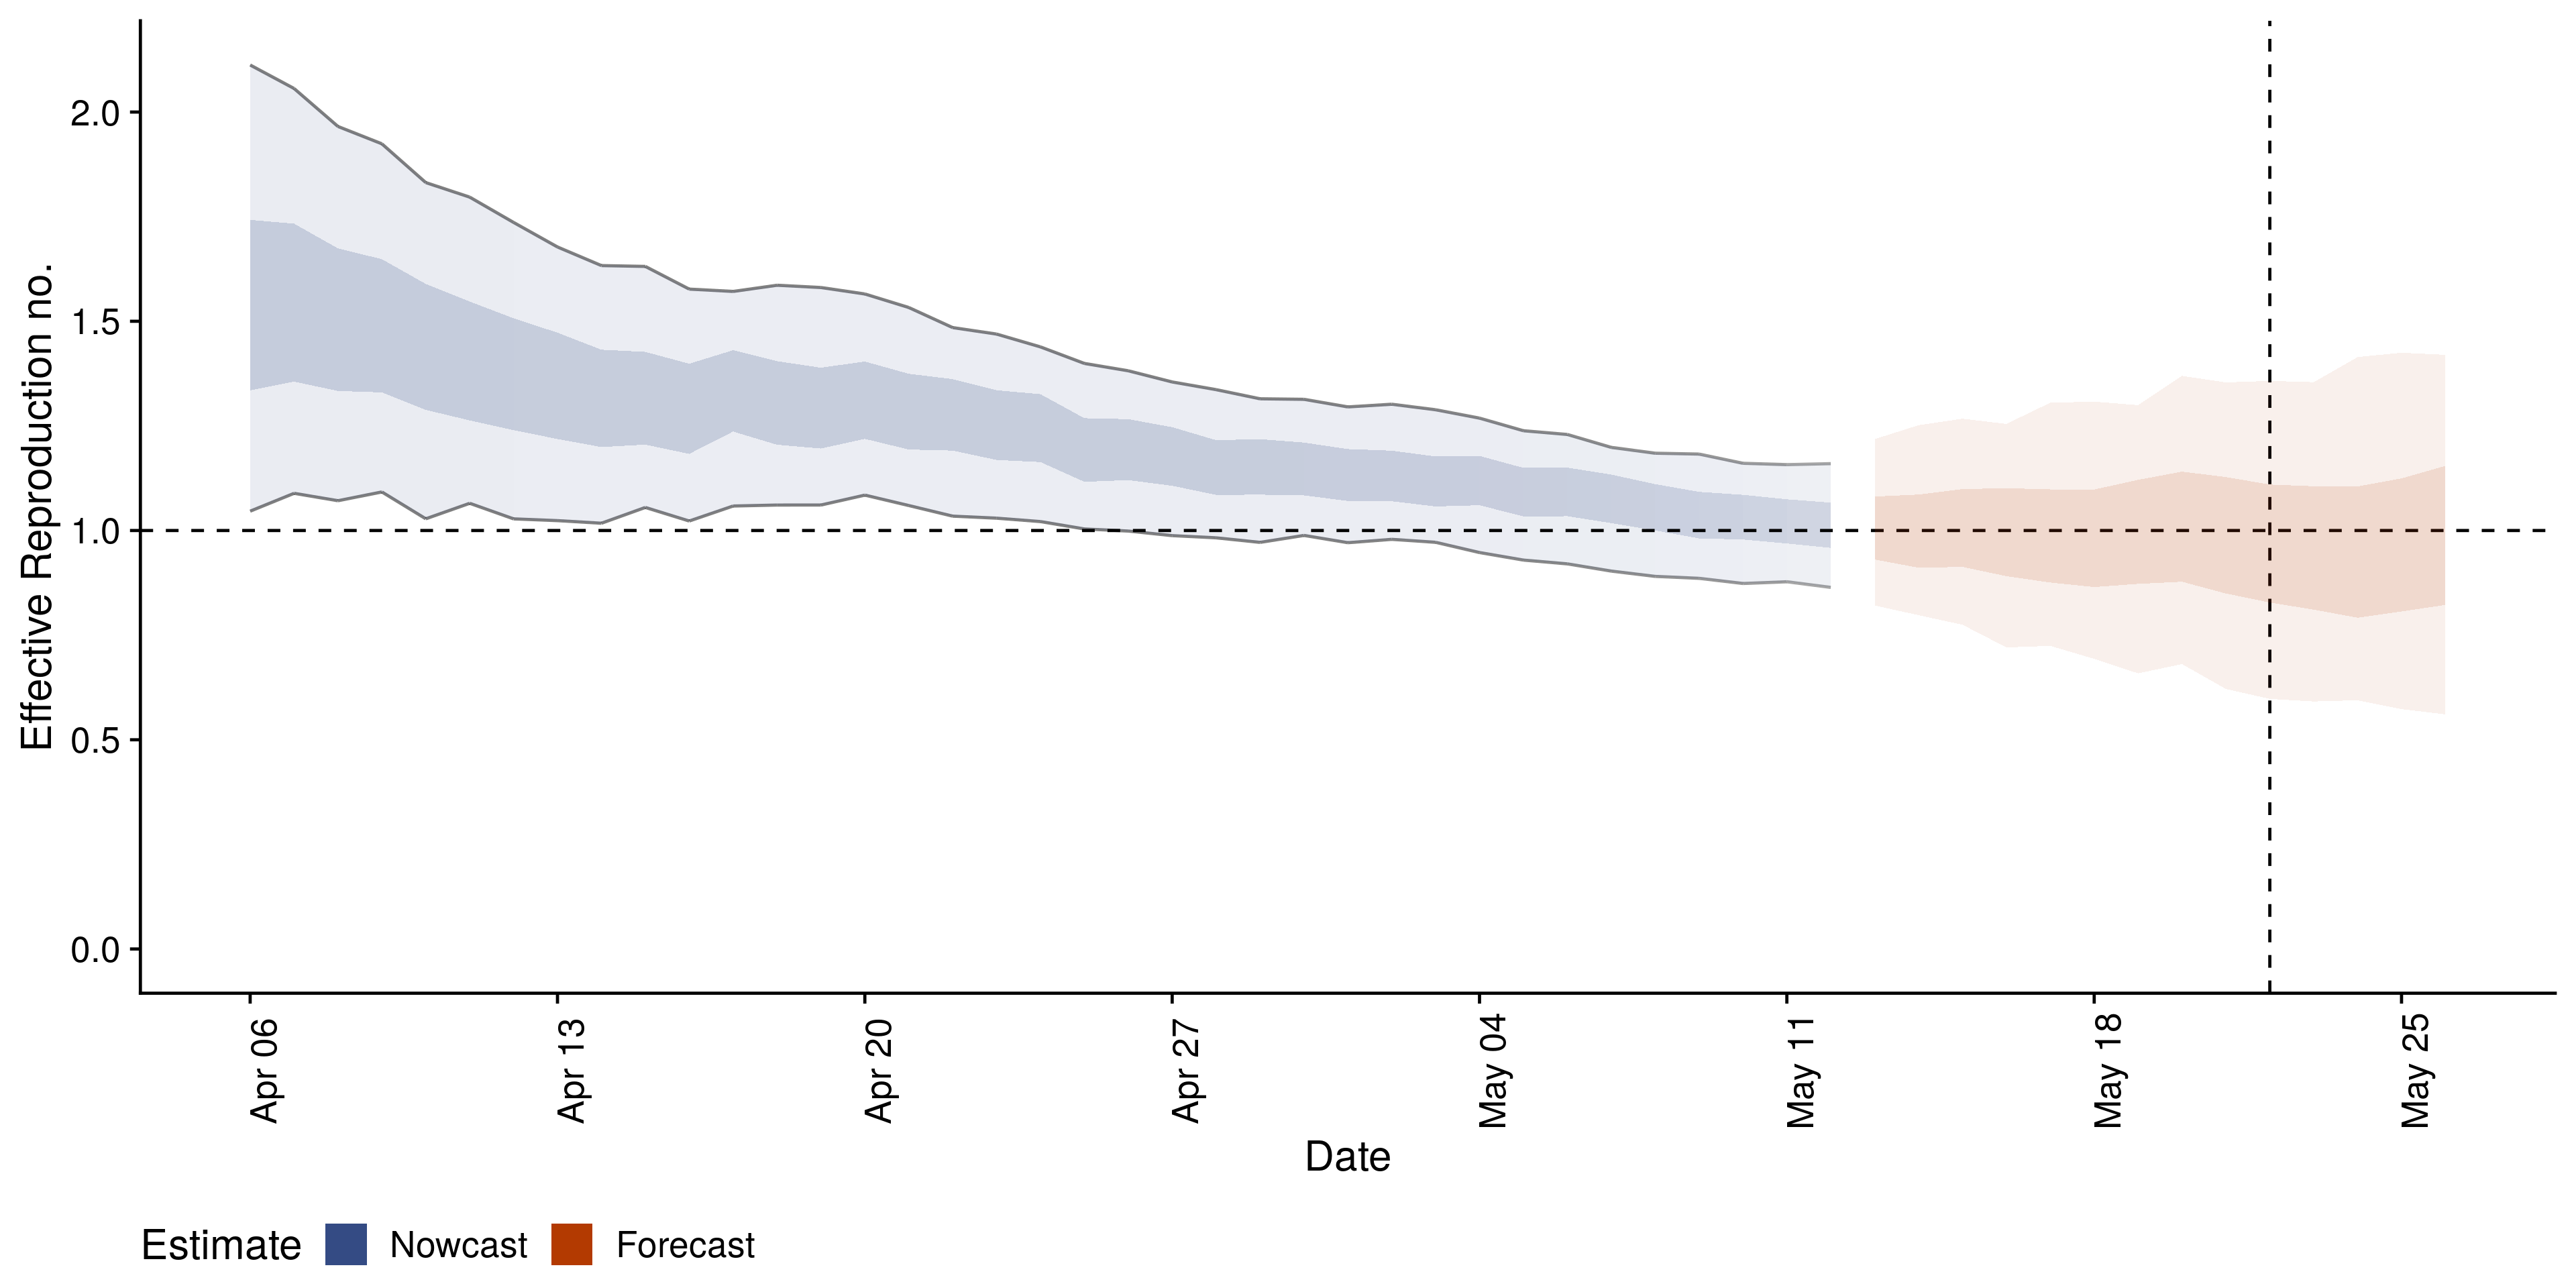 Effective Reproduction no.
2.0
1.5
1.0
0.5
0.0
Apr 06
Apr 13
Apr 20
Apr 27
May 04
May 11
May 18
May 25
Date
Estimate Nowcast Forecast